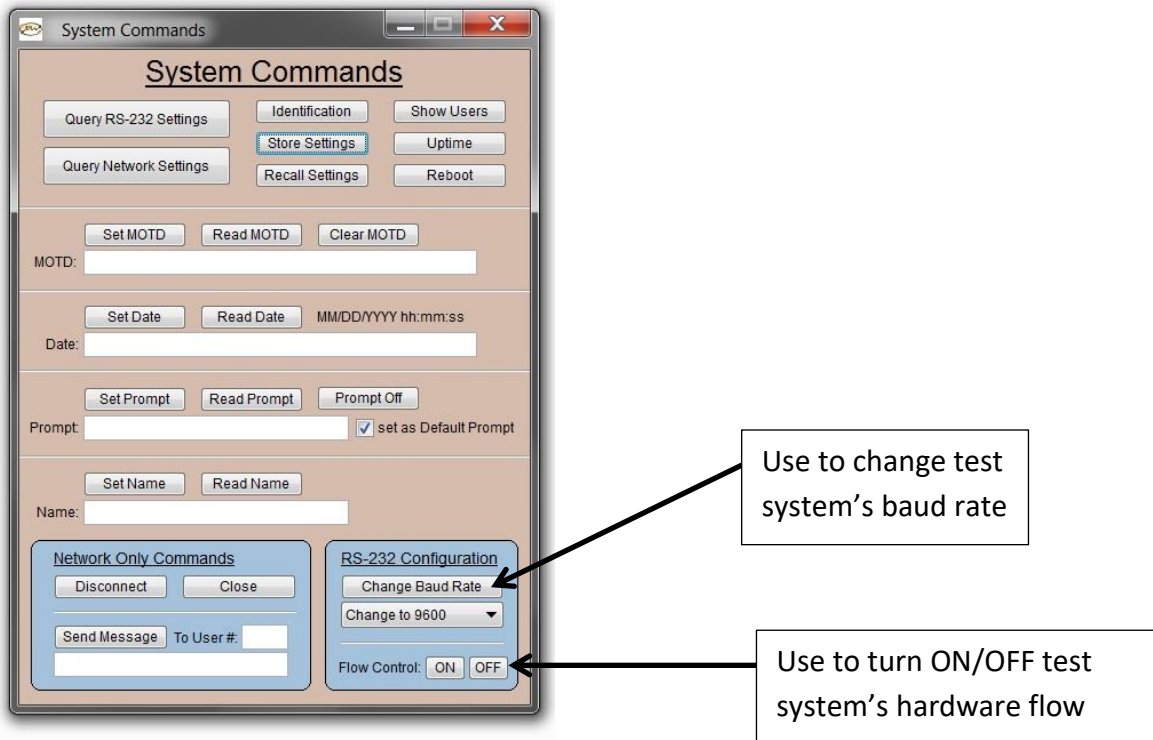 System Commands
System Commands
Query RS-232 Settings
Identification
Show Users
Store Settings
Uptime
Query Network Settings
Recall Settings
Reboot
Set MOTD Read MOTD Clear MOTD
MOTD:
Set Date Read Date MM/DD/YYYY hh:mm:ss
Date:
Set Prompt Read Prompt Prompt Off
Prompt: set as Default Prompt
Set Name Read Name
Name:
Network Only Commands
Disconnect Close
Send Message To User #:
RS-232 Configuration
Change Baud Rate
Change to 9600
Flow Control: ON OFF
Use to change test
system’s baud rate
Use to turn ON/OFF test
system’s hardware flow